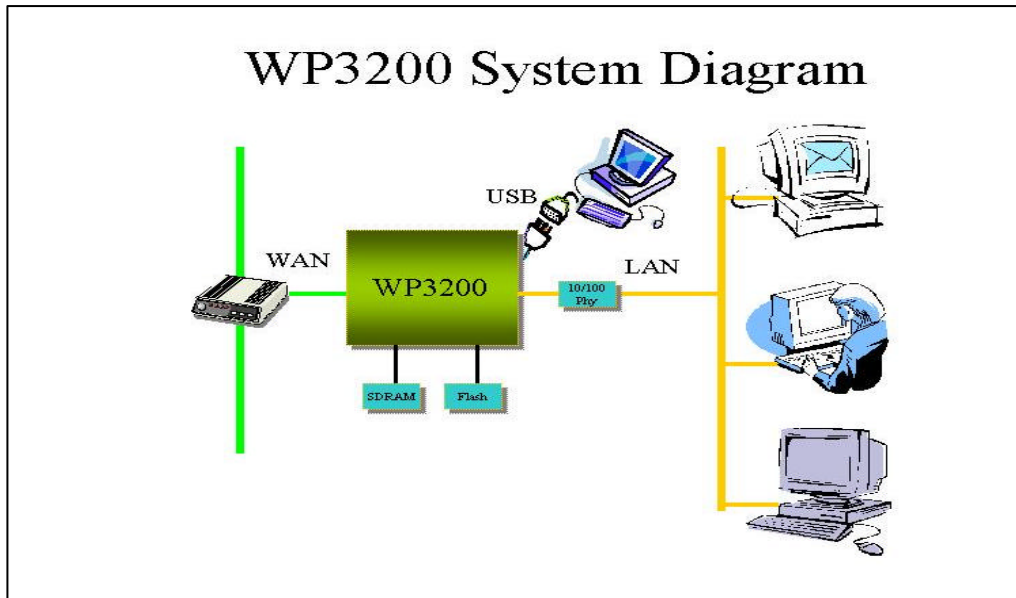 WP3200 System Diagram
USB
WAN
LAN
WP3200
10/100
Phy
SDRAM
Flash